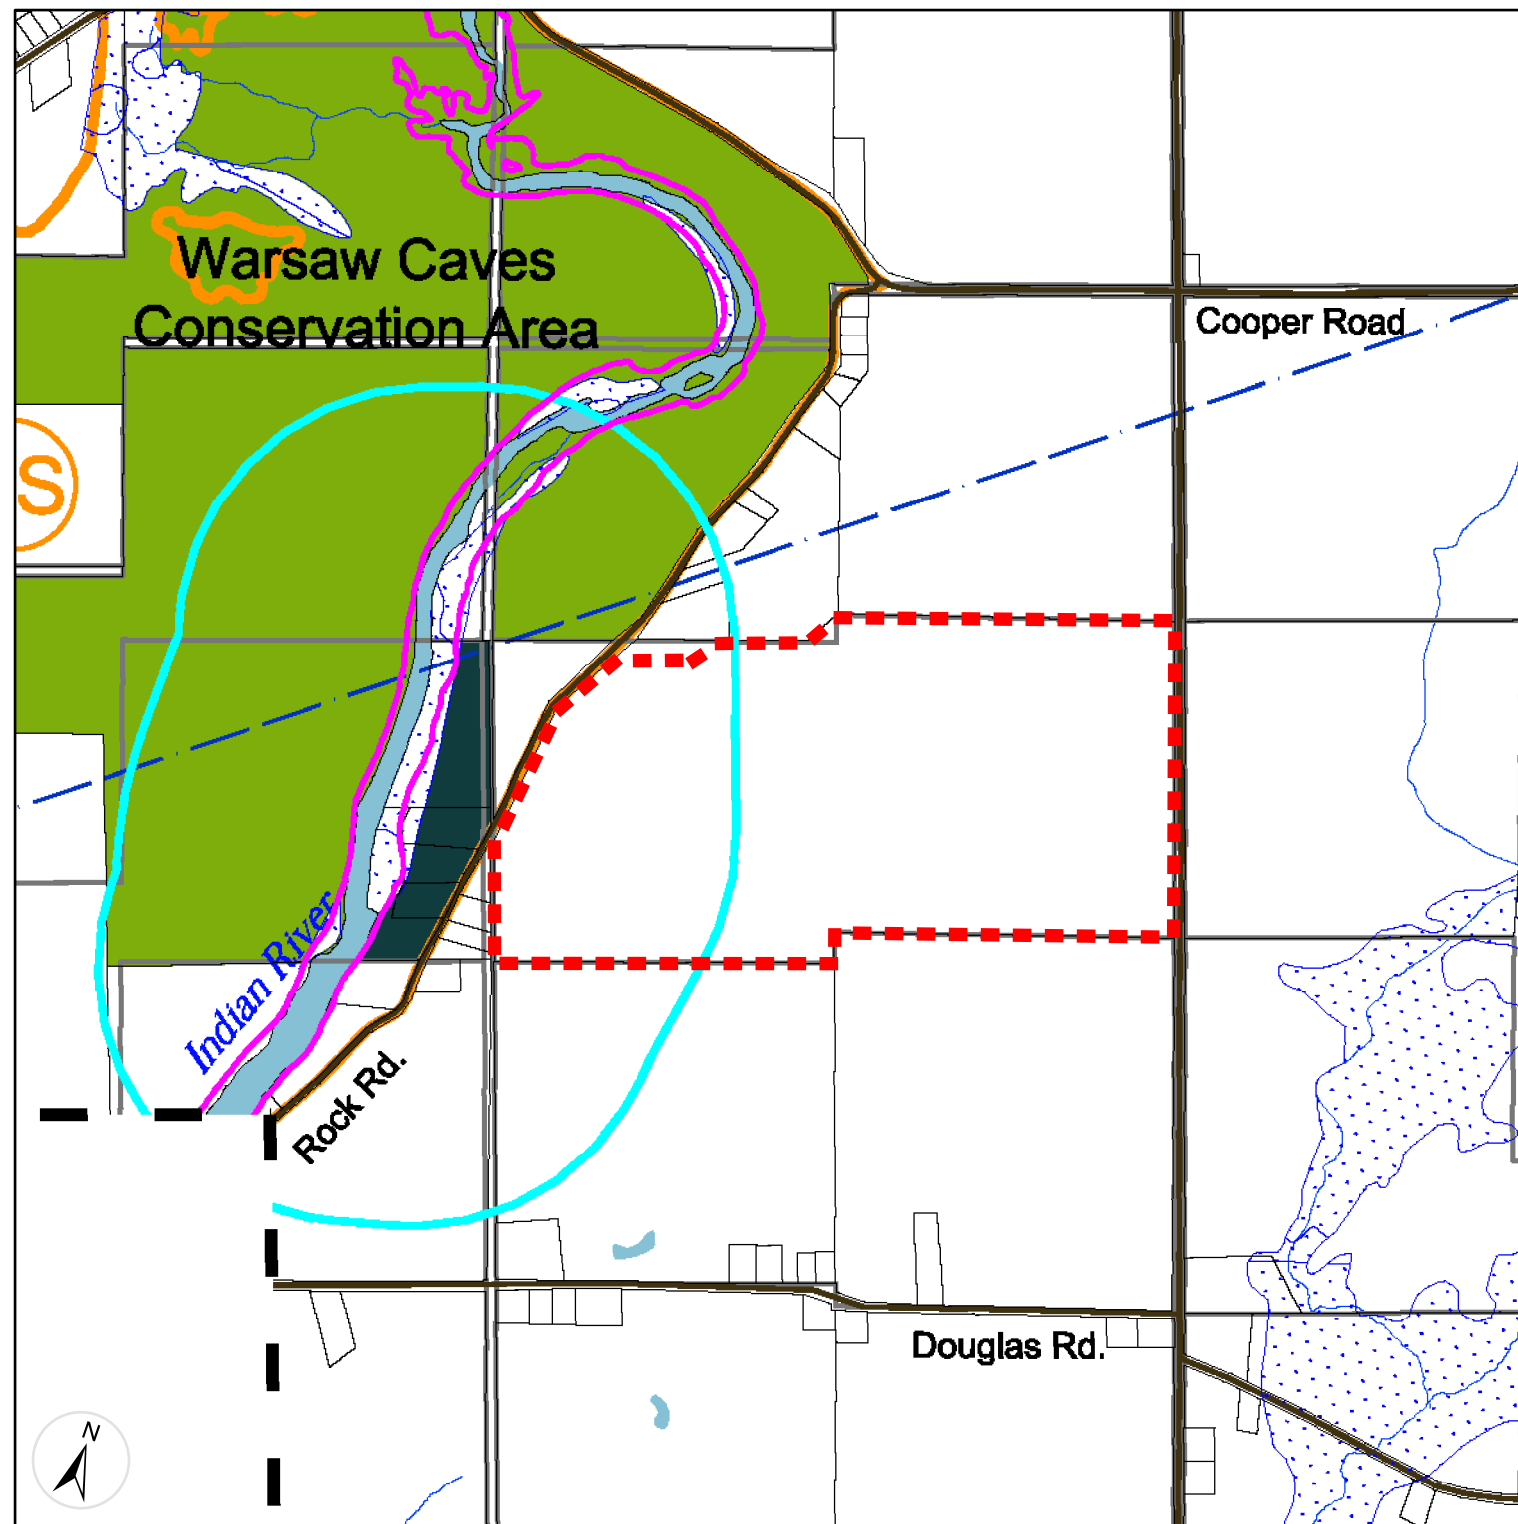 Warsaw Caves
Conservation Area
Cooper Road
S
Indian River
Rock Rd.
Douglas Rd.
N